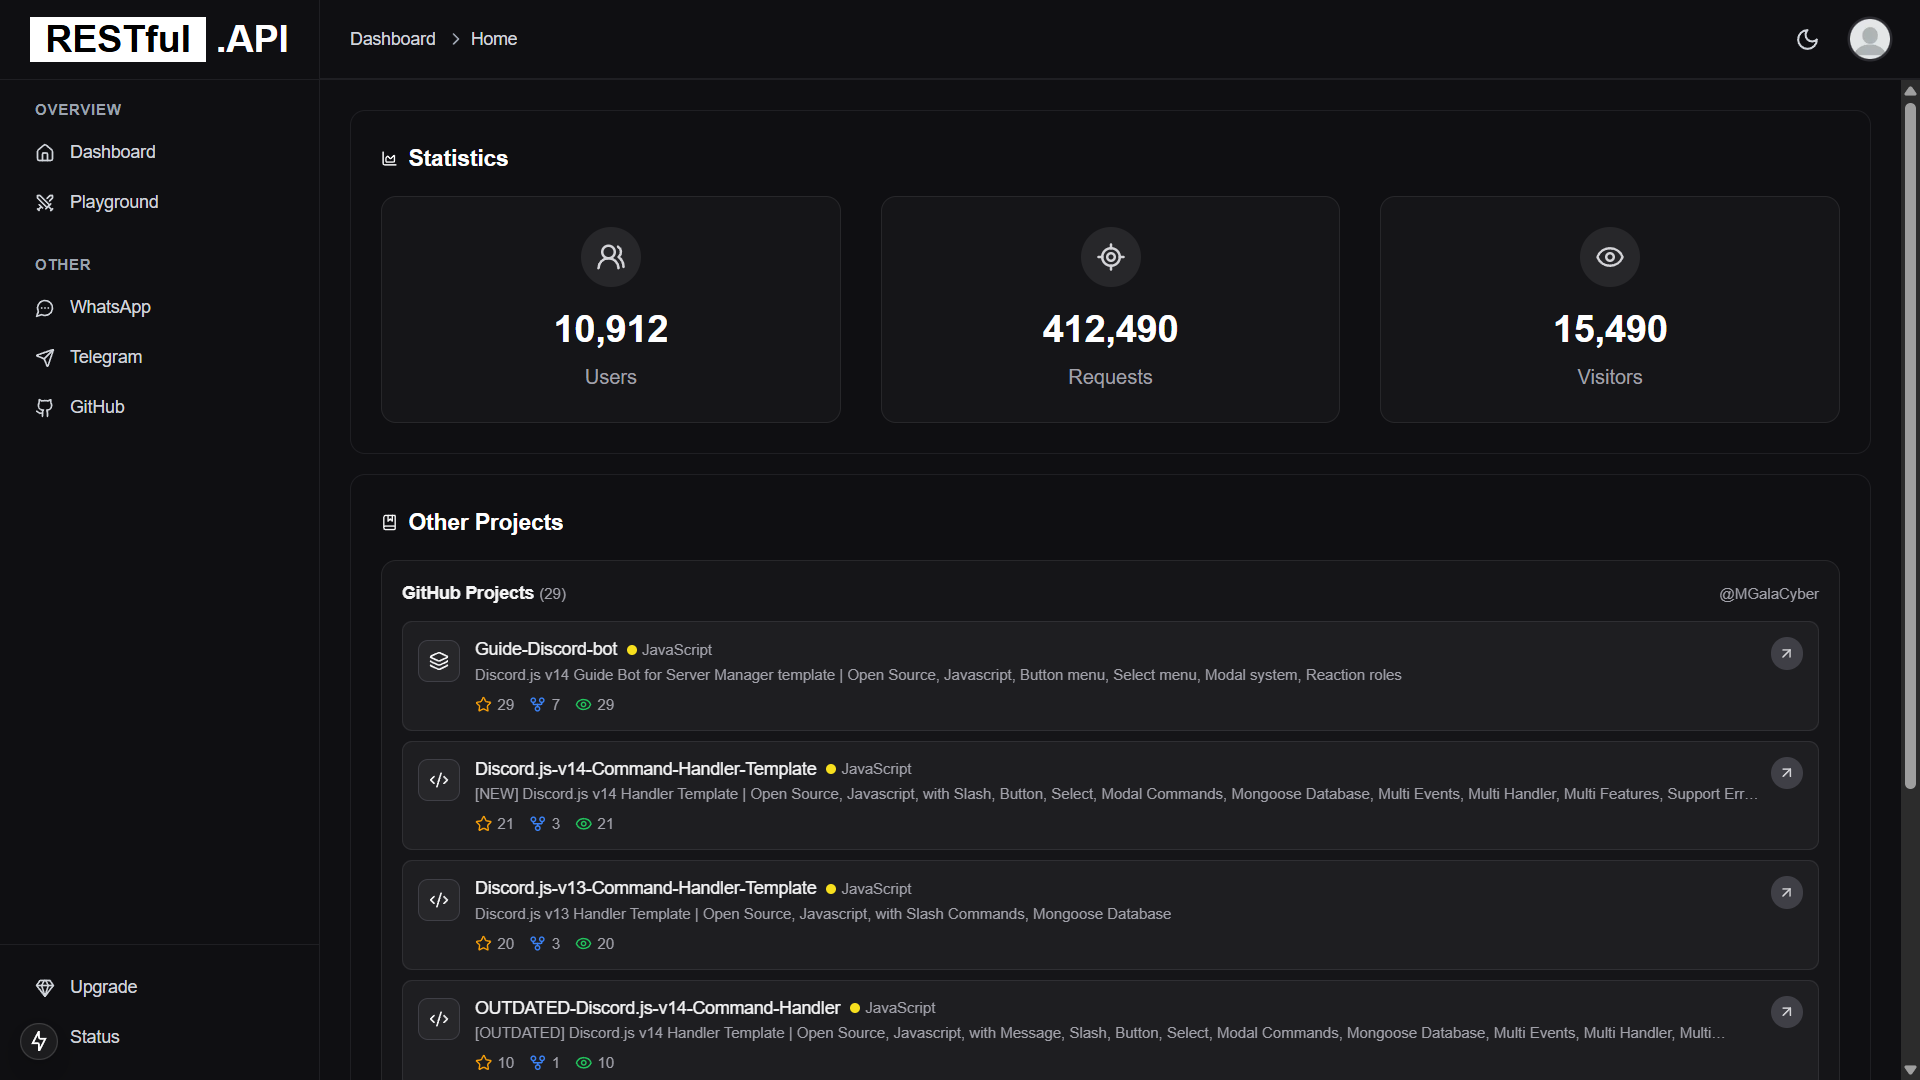 RESTful .API
Dashboard > Home
OVERVIEW
Dashboard
Playground
OTHER
WhatsApp
Telegram
GitHub
Upgrade
Status
Statistics
10,912
Users
412,490
Requests
15,490
Visitors
Other Projects
GitHub Projects (29)
@MGalaCyber
Guide-Discord-bot JavaScript
Discord.js v14 Guide Bot for Server Manager template | Open Source, Javascript, Button menu, Select menu, Modal system, Reaction roles
29 7 29
Discord.js-v14-Command-Handler-Template JavaScript
[NEW] Discord.js v14 Handler Template | Open Source, Javascript, with Slash, Button, Select, Modal Commands, Mongoose Database, Multi Events, Multi Handler, Multi Features, Support Err...
21 3 21
Discord.js-v13-Command-Handler-Template JavaScript
Discord.js v13 Handler Template | Open Source, Javascript, with Slash Commands, Mongoose Database
20 3 20
OUTDATED-Discord.js-v14-Command-Handler JavaScript
[OUTDATED] Discord.js v14 Handler Template | Open Source, Javascript, with Message, Slash, Button, Select, Modal Commands, Mongoose Database, Multi Events, Multi Handler, Multi...
10 1 10